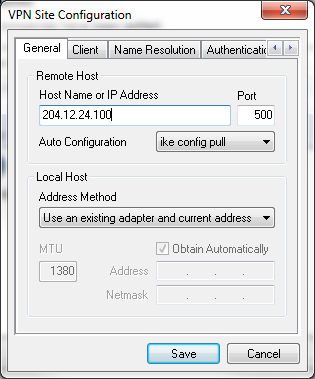 VPN Site Configuration
General Client Name Resolution Authentication
Remote Host
Host Name or IP Address Port
204.12.24.100 500
Auto Configuration ike config pull
Local Host
Address Method
Use an existing adapter and current address
MTU Obtain Automatically
1380 Address . . .
Netmask . . .
Save Cancel